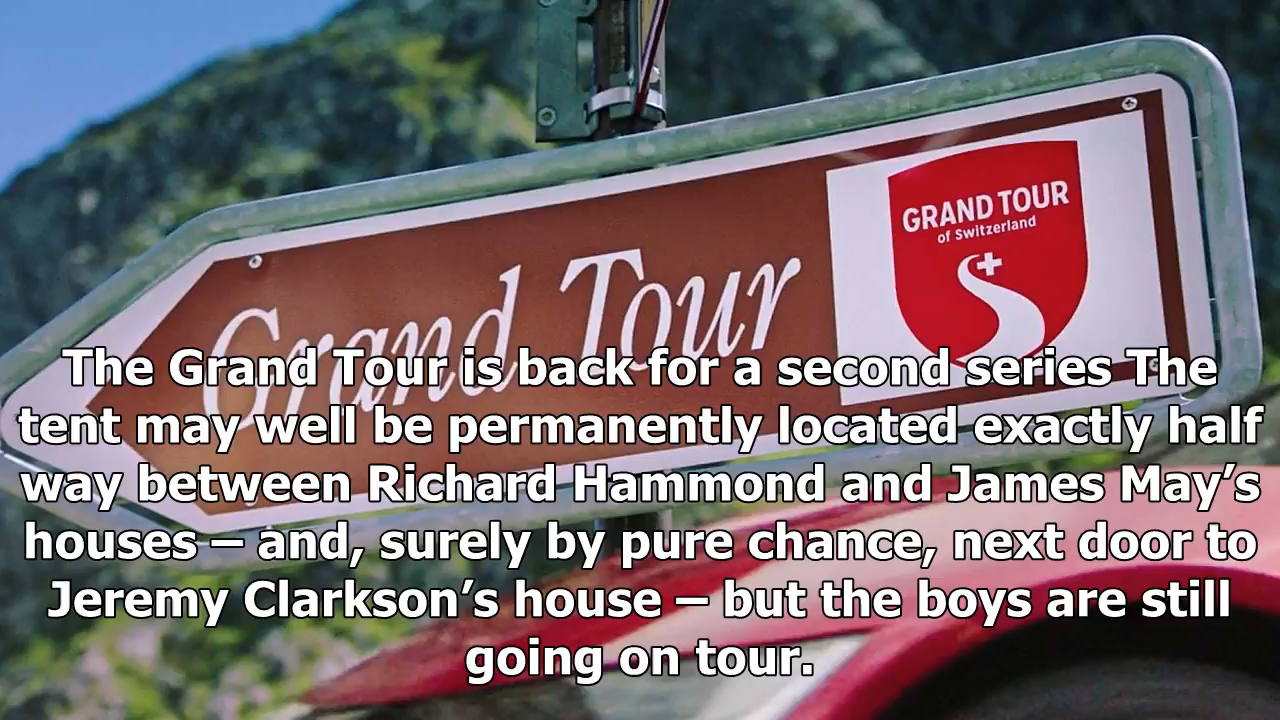 GRAND TOUR
of Switzerland
Grand Tour
The Grand Tour is back for a second series The
tent may well be permanently located exactly half
way between Richard Hammond and James May’s
houses – and, surely by pure chance, next door to
Jeremy Clarkson’s house – but the boys are still
going on tour.